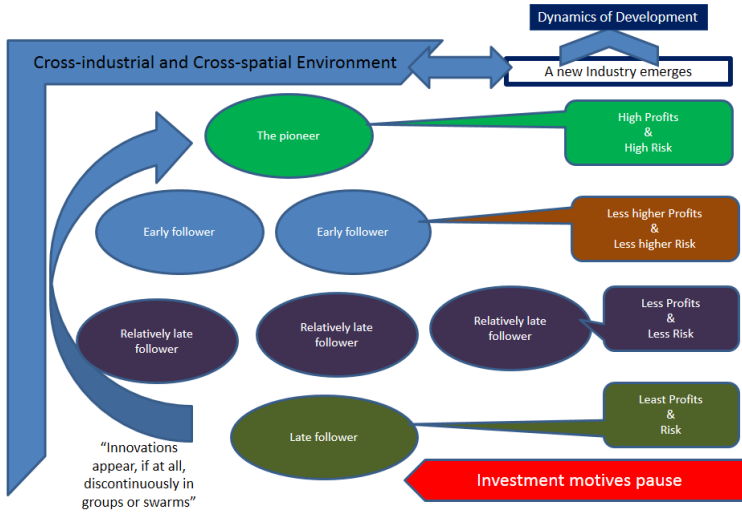 Dynamics of Development
Cross-industrial and Cross-spatial Environment
A new Industry emerges
The pioneer
High Profits
&
High Risk
Early follower
Early follower
Less higher Profits
&
Less higher Risk
Relatively late
follower
Relatively late
follower
Relatively late
follower
Less Profits
&
Less Risk
Late follower
Least Profits
&
Risk
“Innovations
appear, if at all,
discontinuously in
groups or swarms”
Investment motives pause